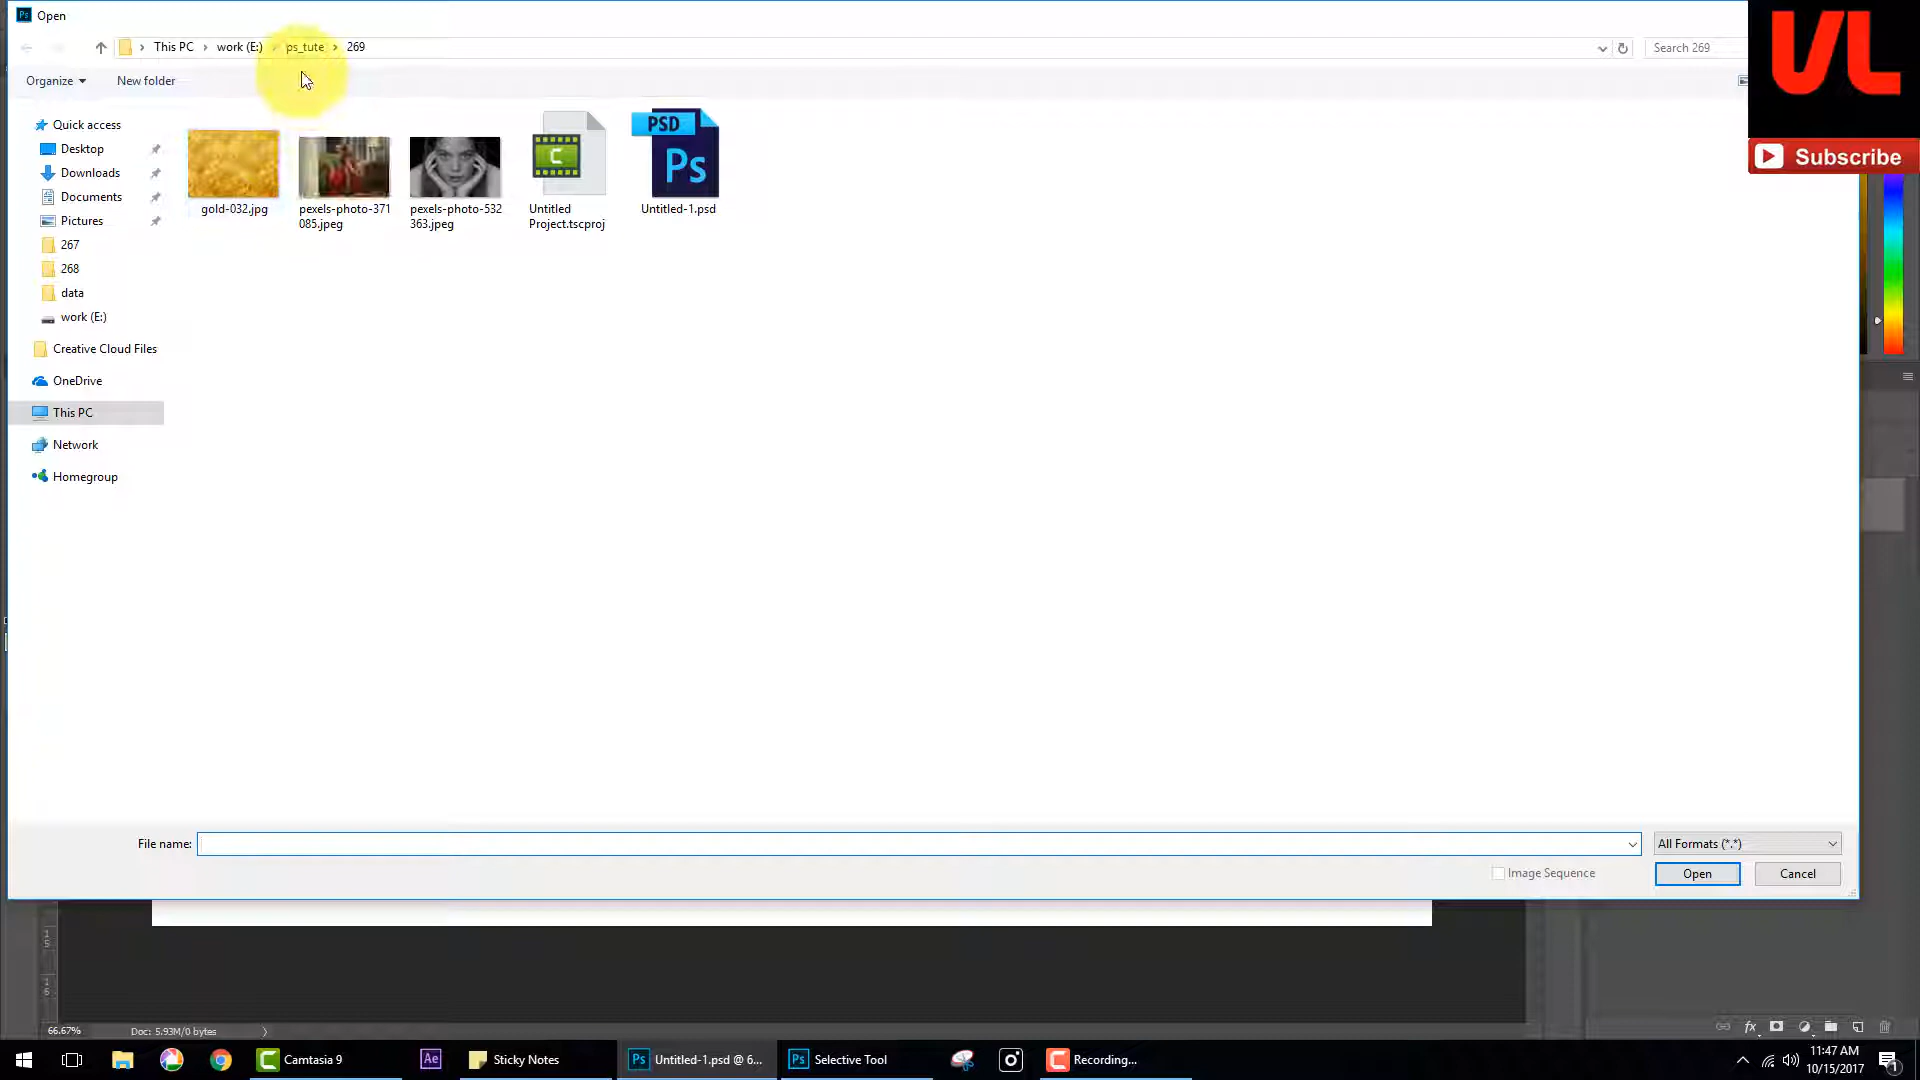 Open
This PC > work (E:) > ps_tute > 269
Search 269
Organize
New folder
Quick access
Desktop
Downloads
Documents
Pictures
267
268
data
work (E:)
Creative Cloud Files
OneDrive
This PC
Network
Homegroup
gold-032.jpg
pexels-photo-371
085.jpeg
pexels-photo-532
363.jpeg
Untitled
Project.tscproj
PSD
Ps
Untitled-1.psd
VL
Subscribe
File name:
All Formats (*.*)
Image Sequence
Open
Cancel
15
16
66.67%
Doc: 5.93M/0 bytes
fx
Camtasia 9
Ae
Sticky Notes
Ps
Untitled-1.psd @ 6...
Ps
Selective Tool
Recording...
11:47 AM
10/15/2017
1